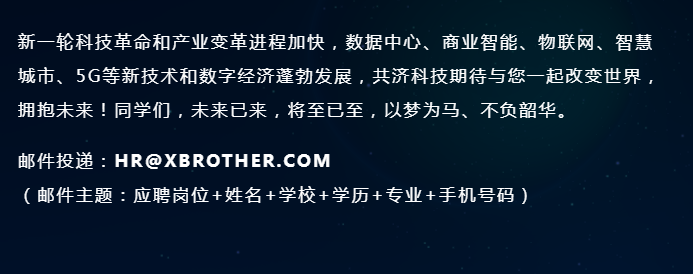 新一轮科技革命和产业变革进程加快，数据中心、商业智能、物联网、智慧
城市、5G等新技术和数字经济蓬勃发展，共济科技期待与您一起改变世界，
拥抱未来！同学们，未来已来，将至已至，以梦为马、不负韶华。
邮件投递：HR@XBROTHER.COM
（邮件主题：应聘岗位+姓名+学校+学历+专业+手机号码）